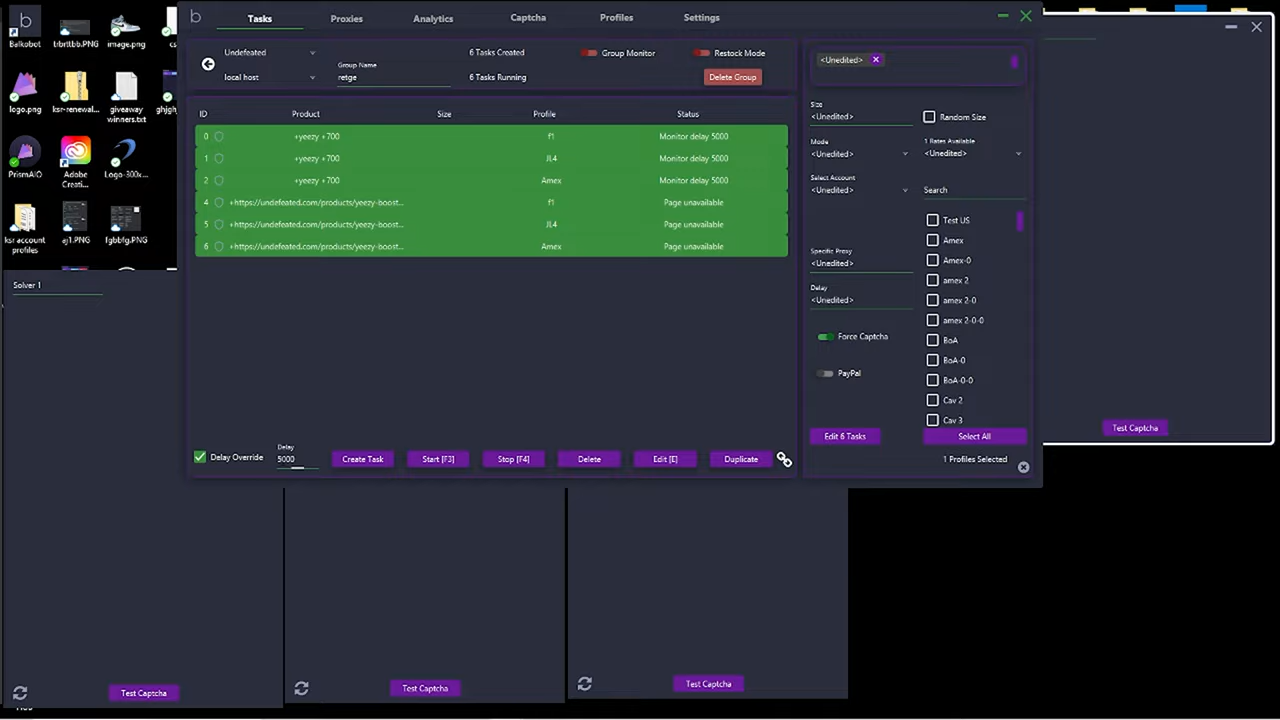 Balkobot
trbrttbb.PNG
image.png
cs
logo.png
ksr-renewal...
giveaway winners.txt
ghjghj
PrismAIO
Adobe Creati...
Logo-300x...
ksr account profiles
aj1.PNG
fgbbfg.PNG
b
Tasks
Proxies
Analytics
Captcha
Profiles
Settings
Undefeated
6 Tasks Created
Group Monitor
Restock Mode
local host
Group Name
retge
6 Tasks Running
Delete Group
ID Product Size Profile Status
0 +yeezy +700 f1 Monitor delay 5000
1 +yeezy +700 JL4 Monitor delay 5000
2 +yeezy +700 Amex Monitor delay 5000
4 +https://undefeated.com/products/yeezy-boost... f1 Page unavailable
5 +https://undefeated.com/products/yeezy-boost... JL4 Page unavailable
6 +https://undefeated.com/products/yeezy-boost... Amex Page unavailable
Delay Override
Delay
5000
Create Task
Start [F3]
Stop [F4]
Delete
Edit [E]
Duplicate
<Unedited> X
Size
<Unedited>
Random Size
Mode
<Unedited>
1 Rates Available
<Unedited>
Select Account
<Unedited>
Search
Specific Proxy
<Unedited>
Delay
<Unedited>
Force Captcha
PayPal
Test US
Amex
Amex-0
amex 2
amex 2-0
amex 2-0-0
BoA
BoA-0
BoA-0-0
Cav 2
Cav 3
Edit 6 Tasks
Select All
1 Profiles Selected
Solver 1
Test Captcha
Test Captcha
Test Captcha
Test Captcha